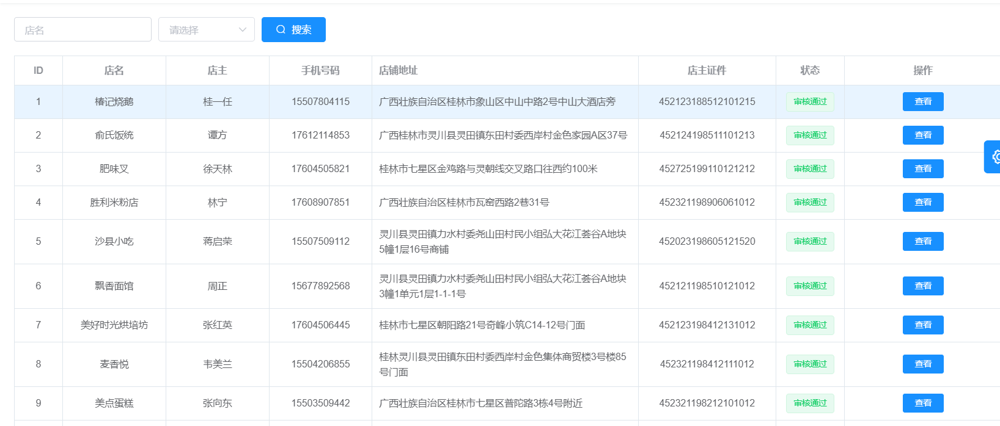 店名 请选择 搜索
ID 店名 店主 手机号码 店铺地址 店主证件 状态 操作
1 椿记烧鹅 桂一任 15507804115 广西壮族自治区桂林市象山区中山中路2号中山大酒店旁 452123188512101215 审核通过 查看
2 俞氏饭统 谭方 17612114853 广西桂林市灵川县灵田镇东田村委西岸村金色家园A区37号 452124198511101213 审核通过 查看
3 肥味叉 徐天林 17604505821 桂林市七星区金鸡路与灵朝线交叉路口往西约100米 452725199110121212 审核通过 查看
4 胜利米粉店 林宁 17608907851 广西壮族自治区桂林市瓦窑西路2巷31号 452321198906061012 审核通过 查看
5 沙县小吃 蒋启荣 15507509112 灵川县灵田镇力水村委尧山田村民小组弘大花江荟谷A地块
5幢1层16号商铺 452023198605121520 审核通过 查看
6 飘香面馆 周正 15677892568 灵川县灵田镇力水村委尧山田村民小组弘大花江荟谷A地块
3幢1单元1层1-1-1号 452121198510121012 审核通过 查看
7 美好时光烘培坊 张红英 17604506445 桂林市七星区朝阳路21号奇峰小筑C14-12号门面 452123198412131012 审核通过 查看
8 麦香悦 韦美兰 15504206855 桂林灵川县灵田镇东田村委西岸村金色集体商贸楼3号楼85
号门面 452321198412111012 审核通过 查看
9 美点蛋糕 张向东 15503509442 广西壮族自治区桂林市七星区普陀路3栋4号附近 452321198212101012 审核通过 查看